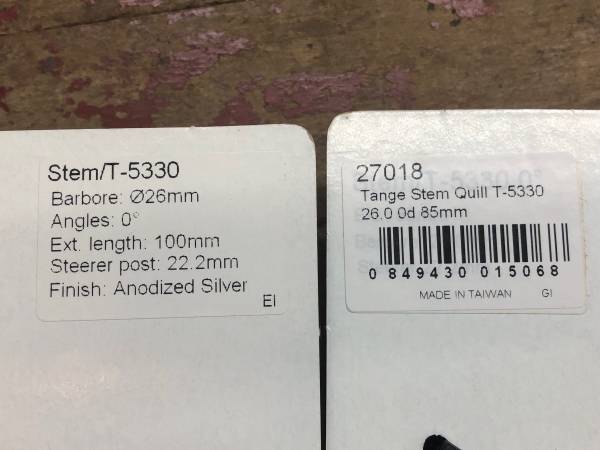 Stem/T-5330
Barbore: Ø26mm
Angles: 0°
Ext. length: 100mm
Steerer post: 22.2mm
Finish: Anodized Silver
EI
27018
Tange Stem Quill T-5330
26.0 0d 85mm
0 849430 015068
MADE IN TAIWAN GI